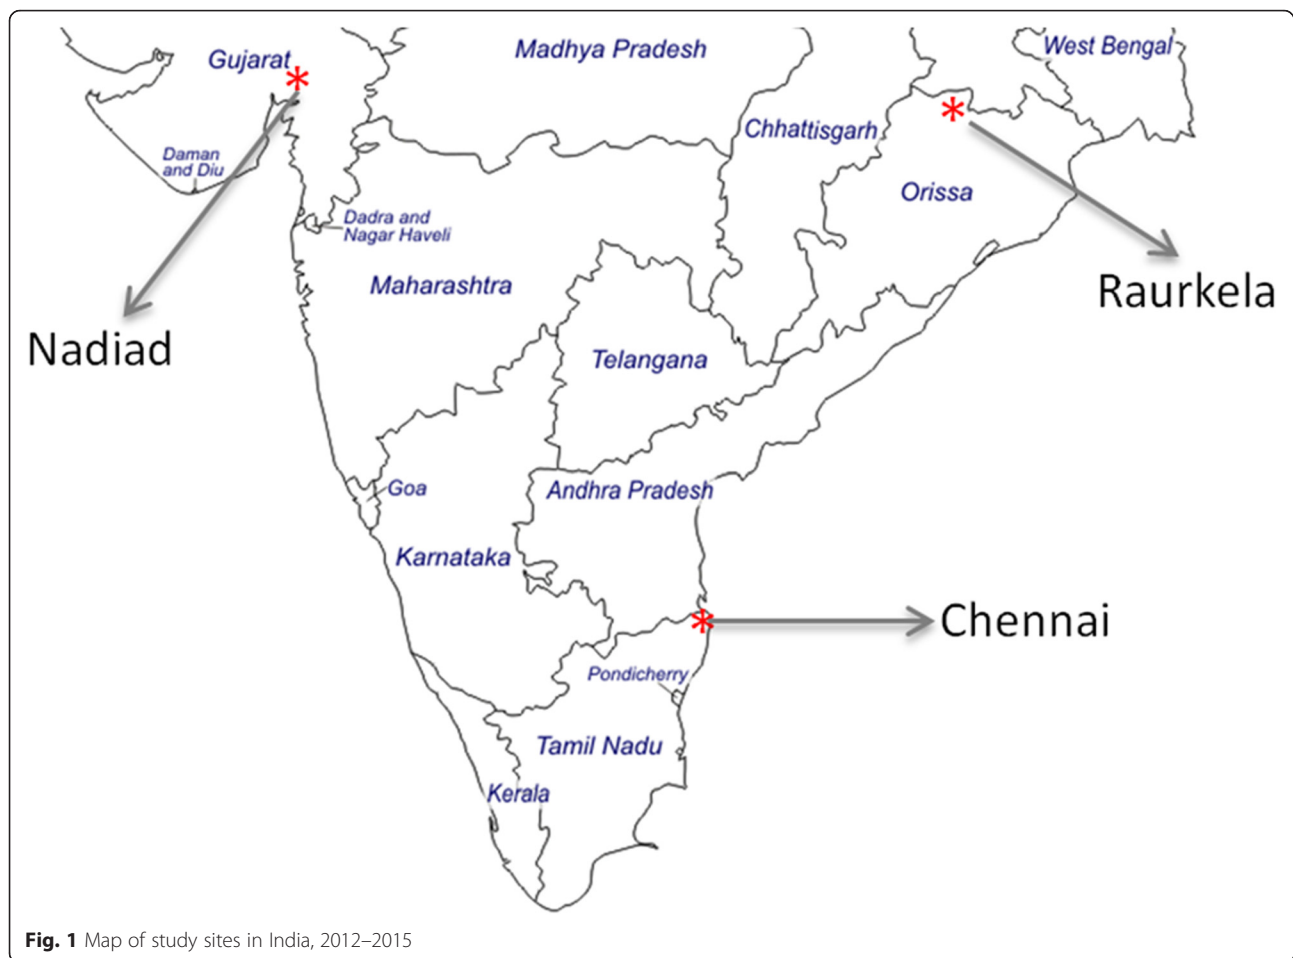 Gujarat
Madhya Pradesh
West Bengal
Chhattisgarh
Daman
and Diu
Orissa
Dadra and
Nagar Haveli
Maharashtra
Raurkela
Nadiad
Telangana
Goa
Andhra Pradesh
Karnataka
Chennai
Pondicherry
Tamil Nadu
Kerala
Fig. 1 Map of study sites in India, 2012–2015